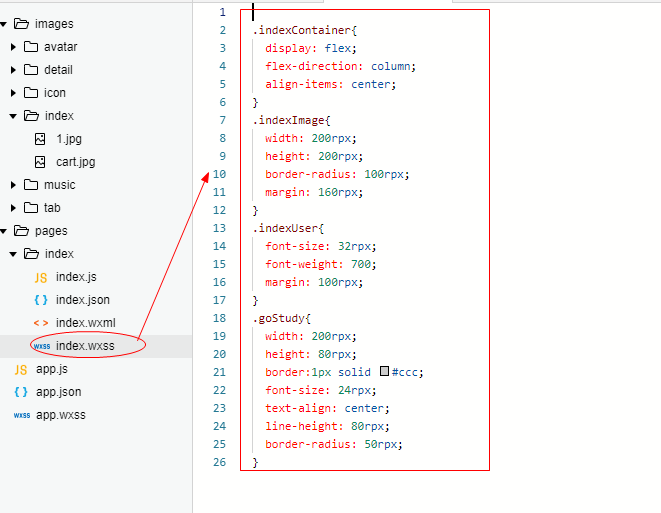 images
avatar
detail
icon
index
1.jpg
cart.jpg
music
tab
pages
index
JS index.js
{ } index.json
< > index.wxml
wxss index.wxss
JS app.js
{ } app.json
wxss app.wxss
1
2 .indexContainer{
3 display: flex;
4 flex-direction: column;
5 align-items: center;
6 }
7 .indexImage{
8 width: 200rpx;
9 height: 200rpx;
10 border-radius: 100rpx;
11 margin: 160rpx;
12 }
13 .indexUser{
14 font-size: 32rpx;
15 font-weight: 700;
16 margin: 100rpx;
17 }
18 .goStudy{
19 width: 200rpx;
20 height: 80rpx;
21 border:1px solid #ccc;
22 font-size: 24rpx;
23 text-align: center;
24 line-height: 80rpx;
25 border-radius: 50rpx;
26 }